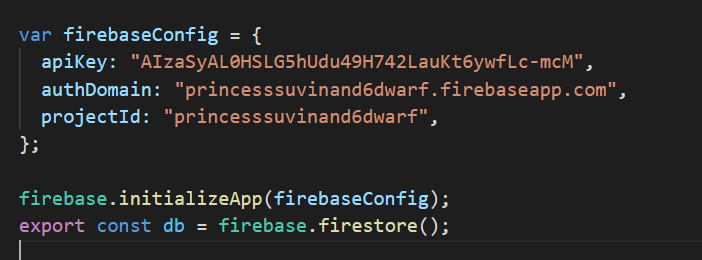 var firebaseConfig = {
apiKey: "AIzaSyAL0HSLG5hUdu49H742LauKt6ywfLc-mcM",
authDomain: "princesssuvinand6dwarf.firebaseapp.com",
projectId: "princesssuvinand6dwarf",
};
firebase.initializeApp(firebaseConfig);
export const db = firebase.firestore();